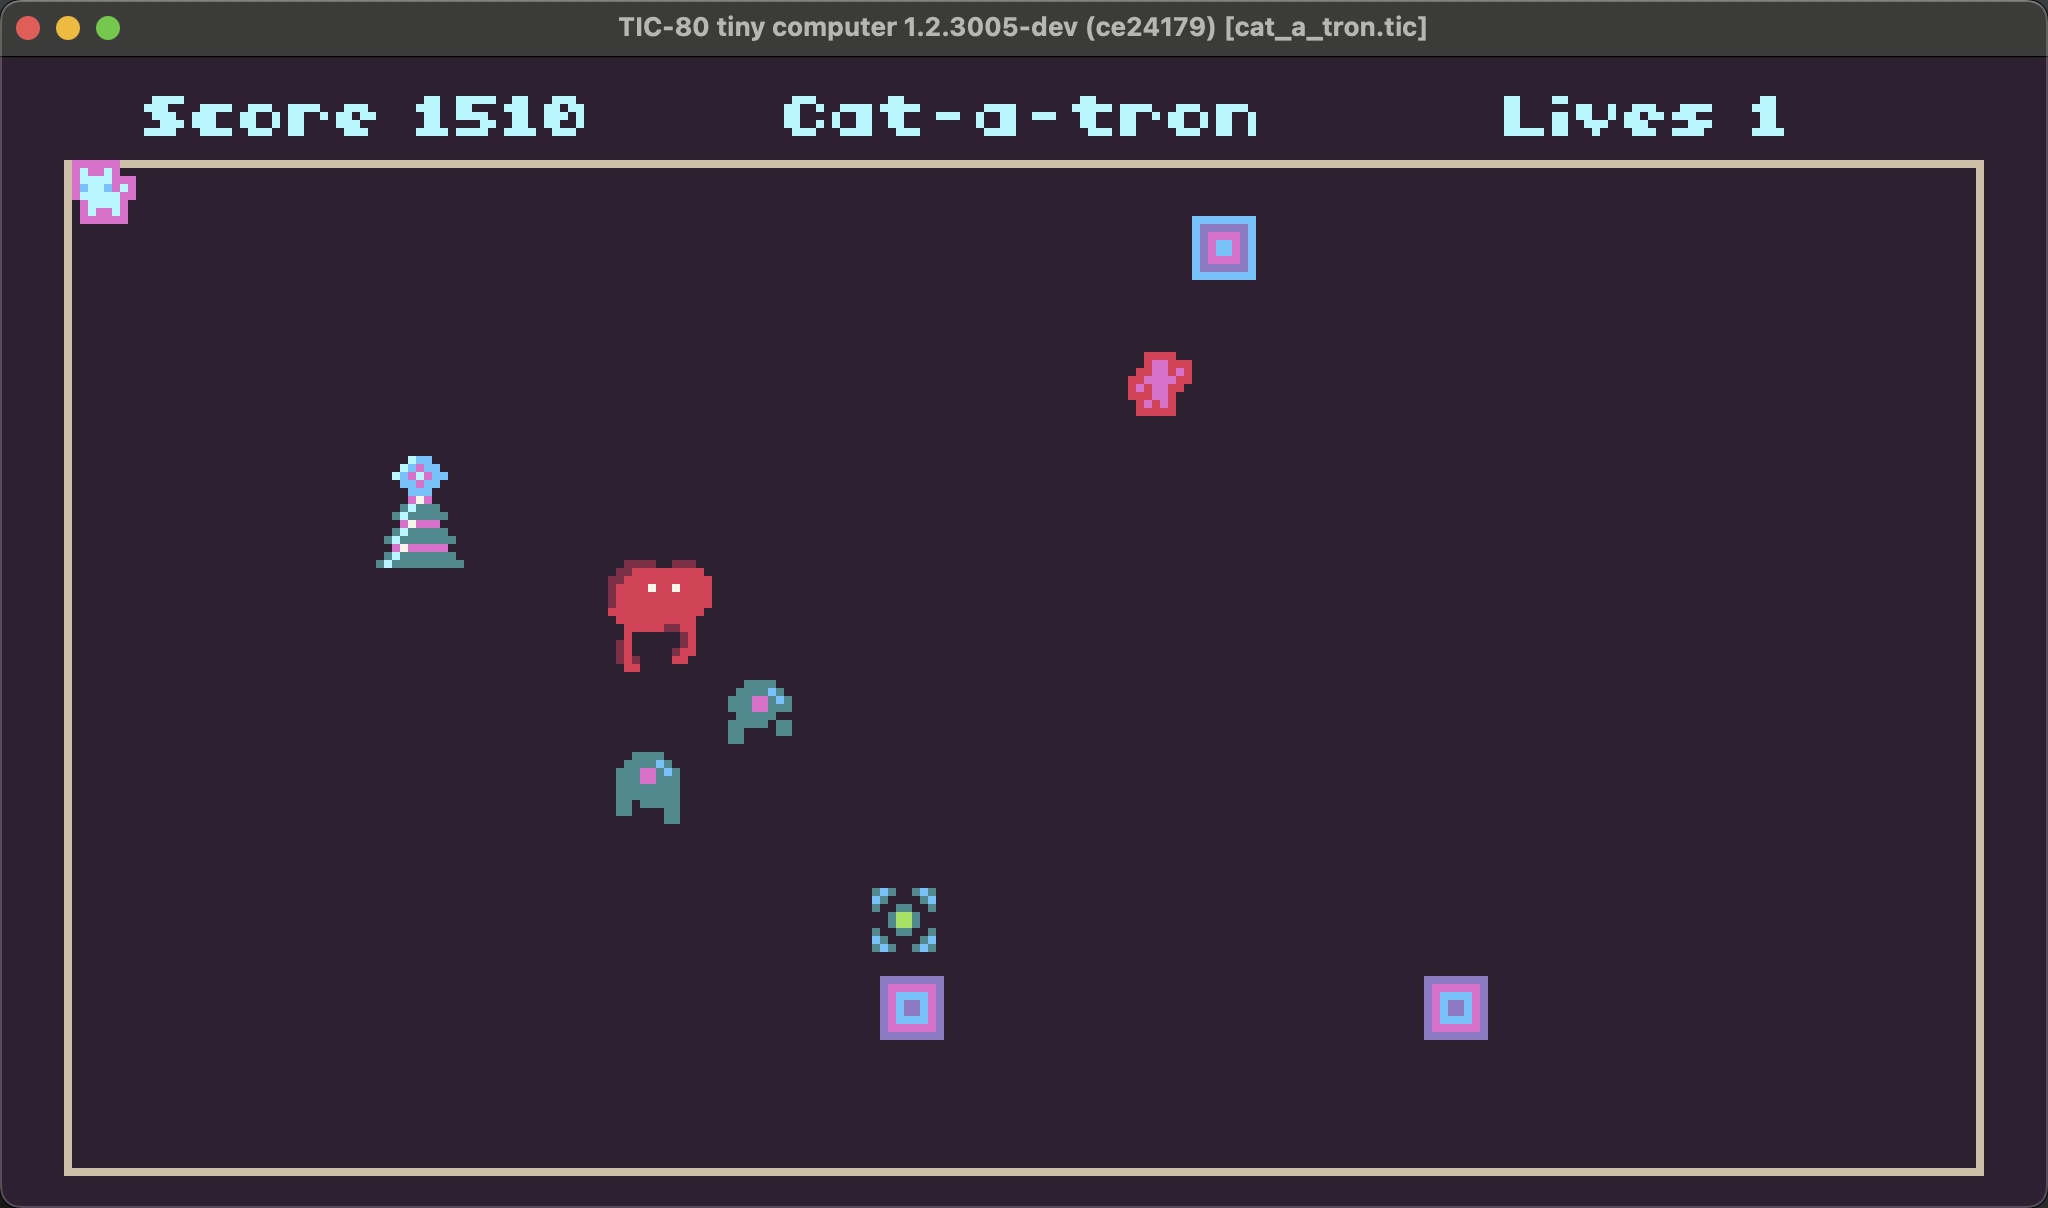 TIC-80 tiny computer 1.2.3005-dev (ce24179) [cat_a_tron.tic]
Score 1510 Cat-a-tron Lives 1